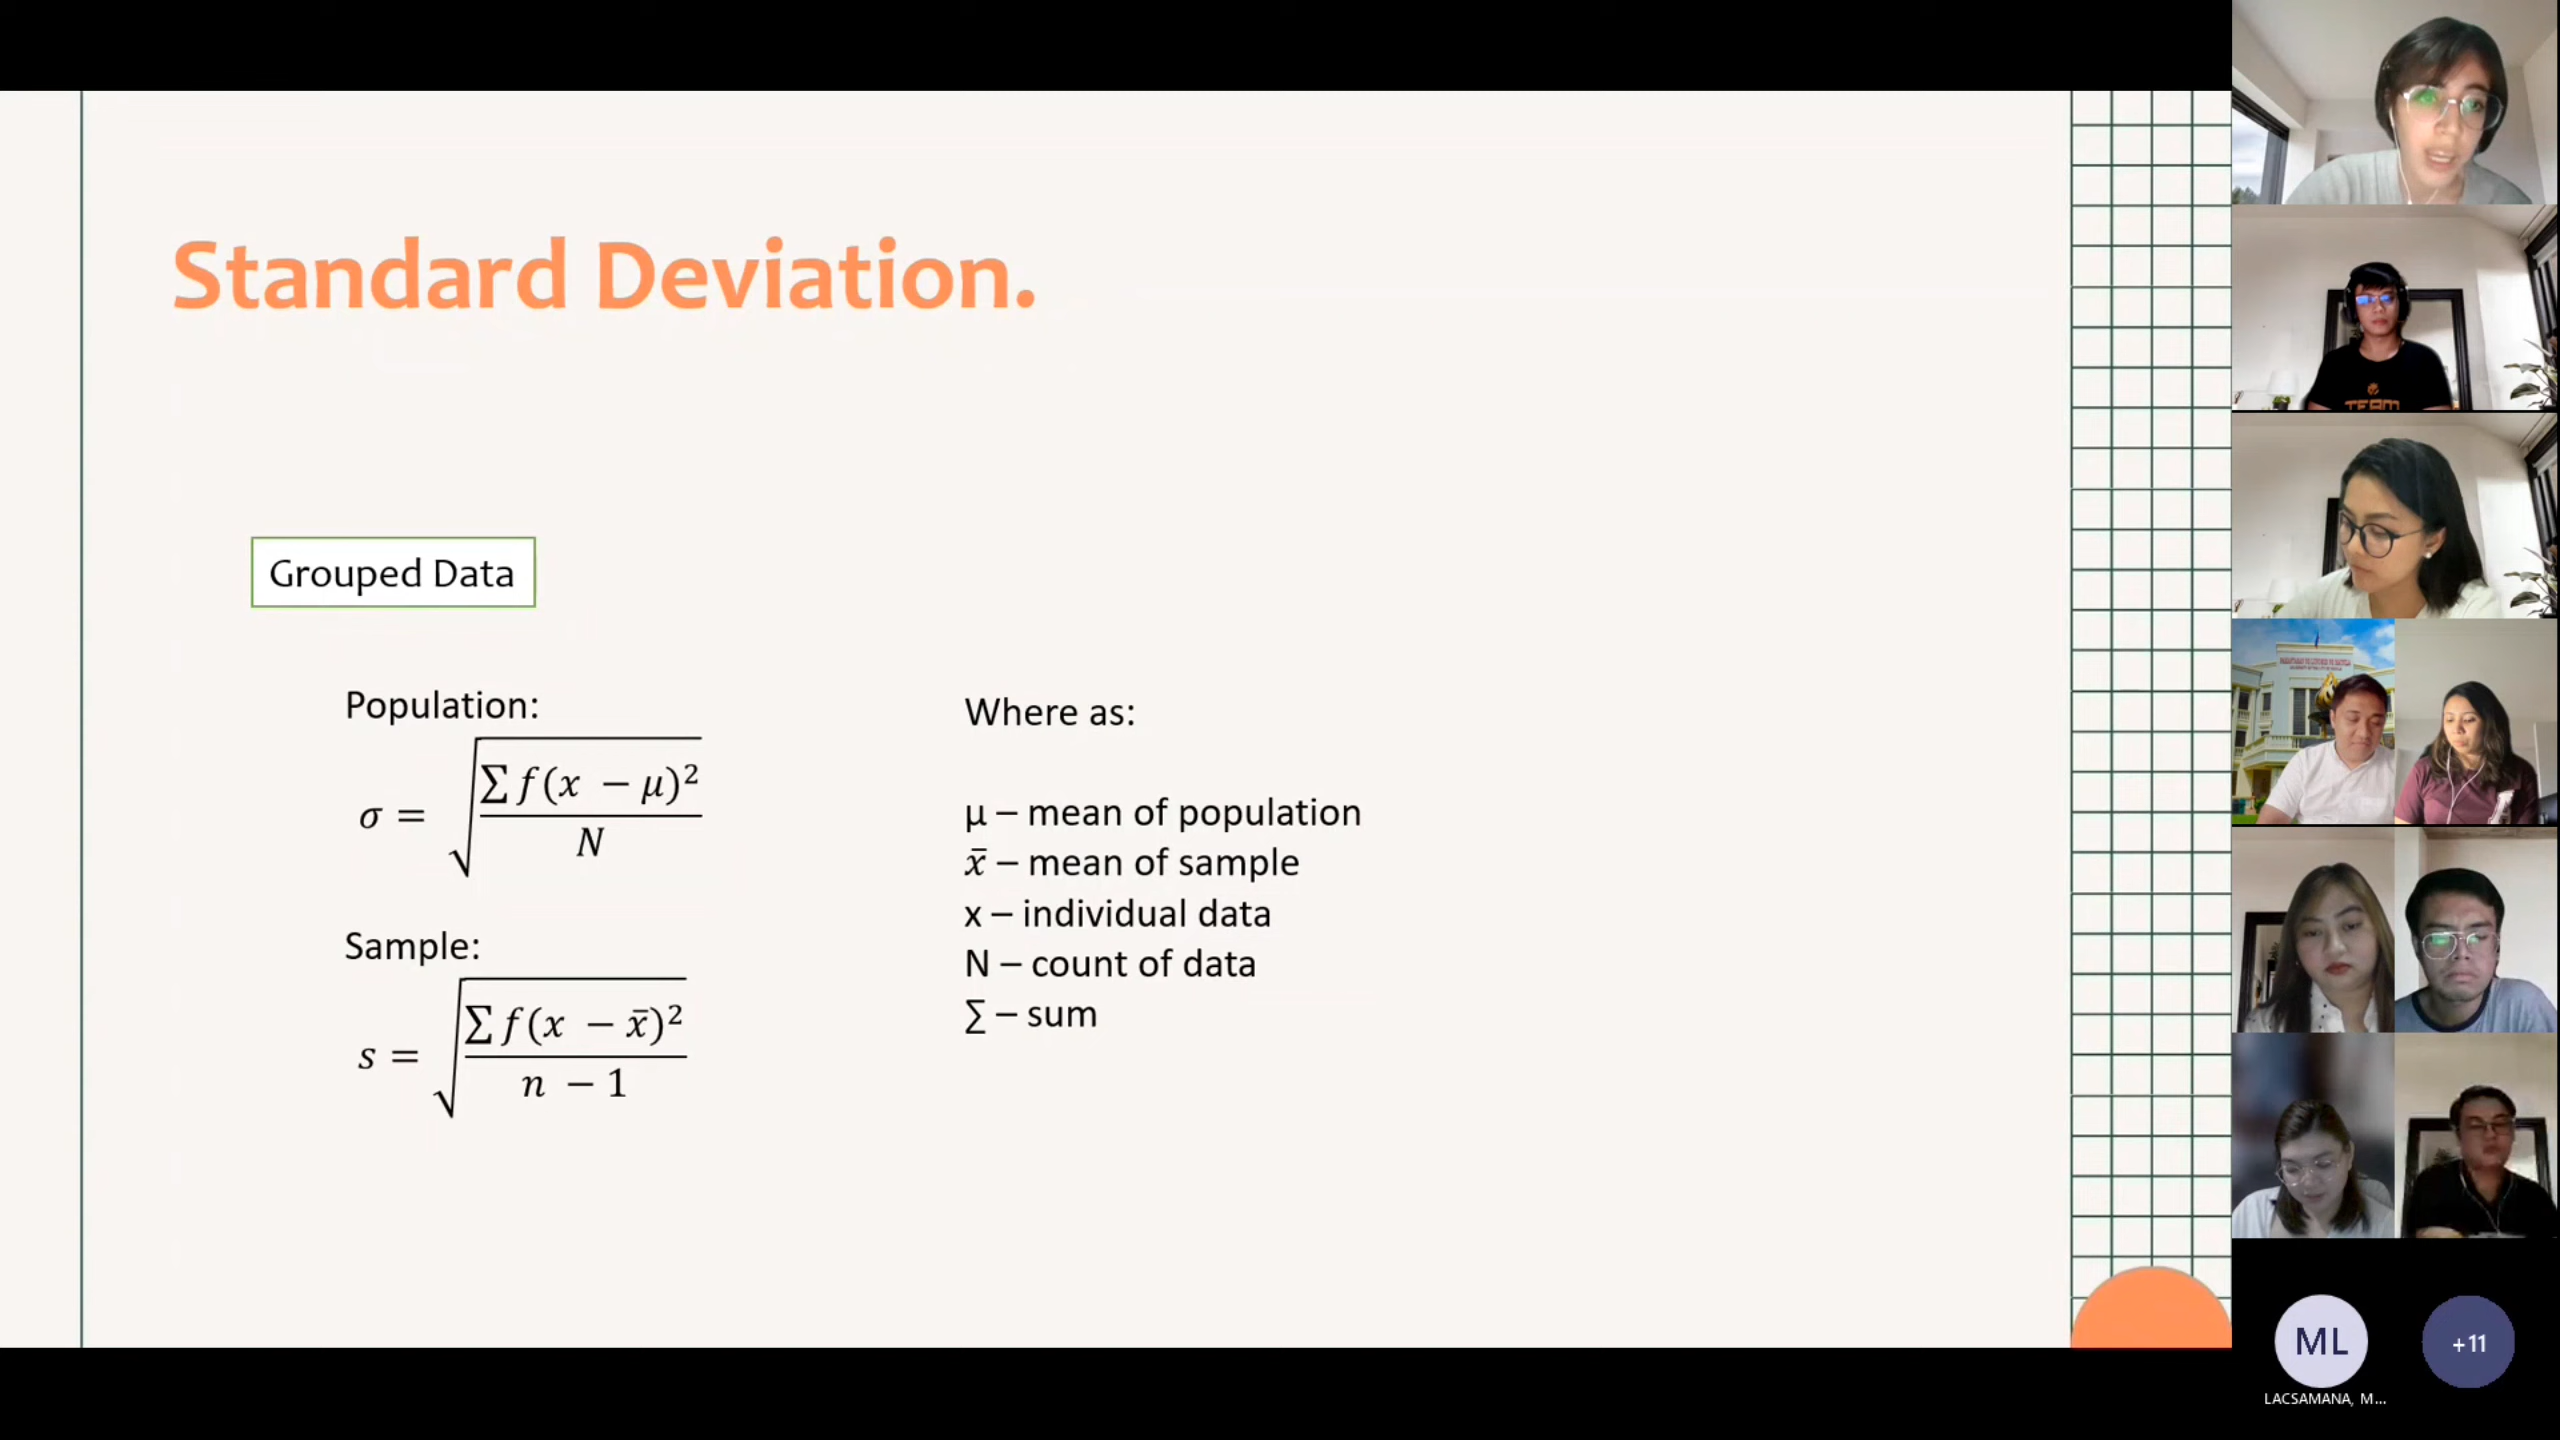 Standard Deviation.
Grouped Data
Population:
σ = √(∑ f(x − μ)² / N)
Sample:
s = √(∑ f(x − x̄)² / n − 1)
Where as:
μ – mean of population
x̄ – mean of sample
x – individual data
N – count of data
∑ – sum
TEAM
ML
LACSAMANA, M...
+11